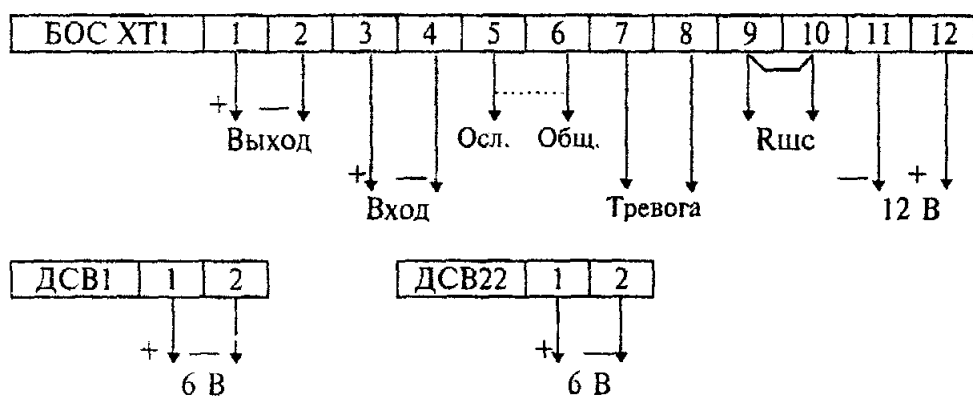 БОС ХТ1 1 2 3 4 5 6 7 8 9 10 11 12
+ —
Выход Осл. Общ. Rшс
+ — — +
Вход Тревога 12 В
ДСВ1 1 2 ДСВ22 1 2
+ — + —
6 В 6 В